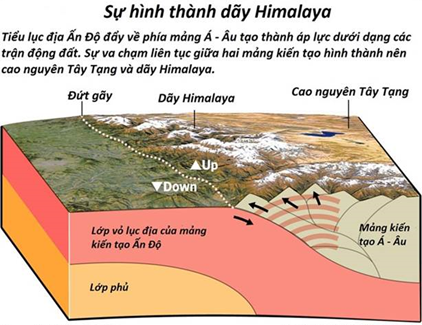 Sự hình thành dãy Himalaya
Tiểu lục địa Ấn Độ đẩy về phía mảng Á - Âu tạo thành áp lực dưới dạng các
trận động đất. Sự va chạm liên tục giữa hai mảng kiến tạo hình thành nên
cao nguyên Tây Tạng và dãy Himalaya.
Đứt gãy
Dãy Himalaya
Cao nguyên Tây Tạng
Up
Down
Lớp vỏ lục địa của mảng
kiến tạo Ấn Độ
Mảng kiến
tạo Á - Âu
Lớp phủ